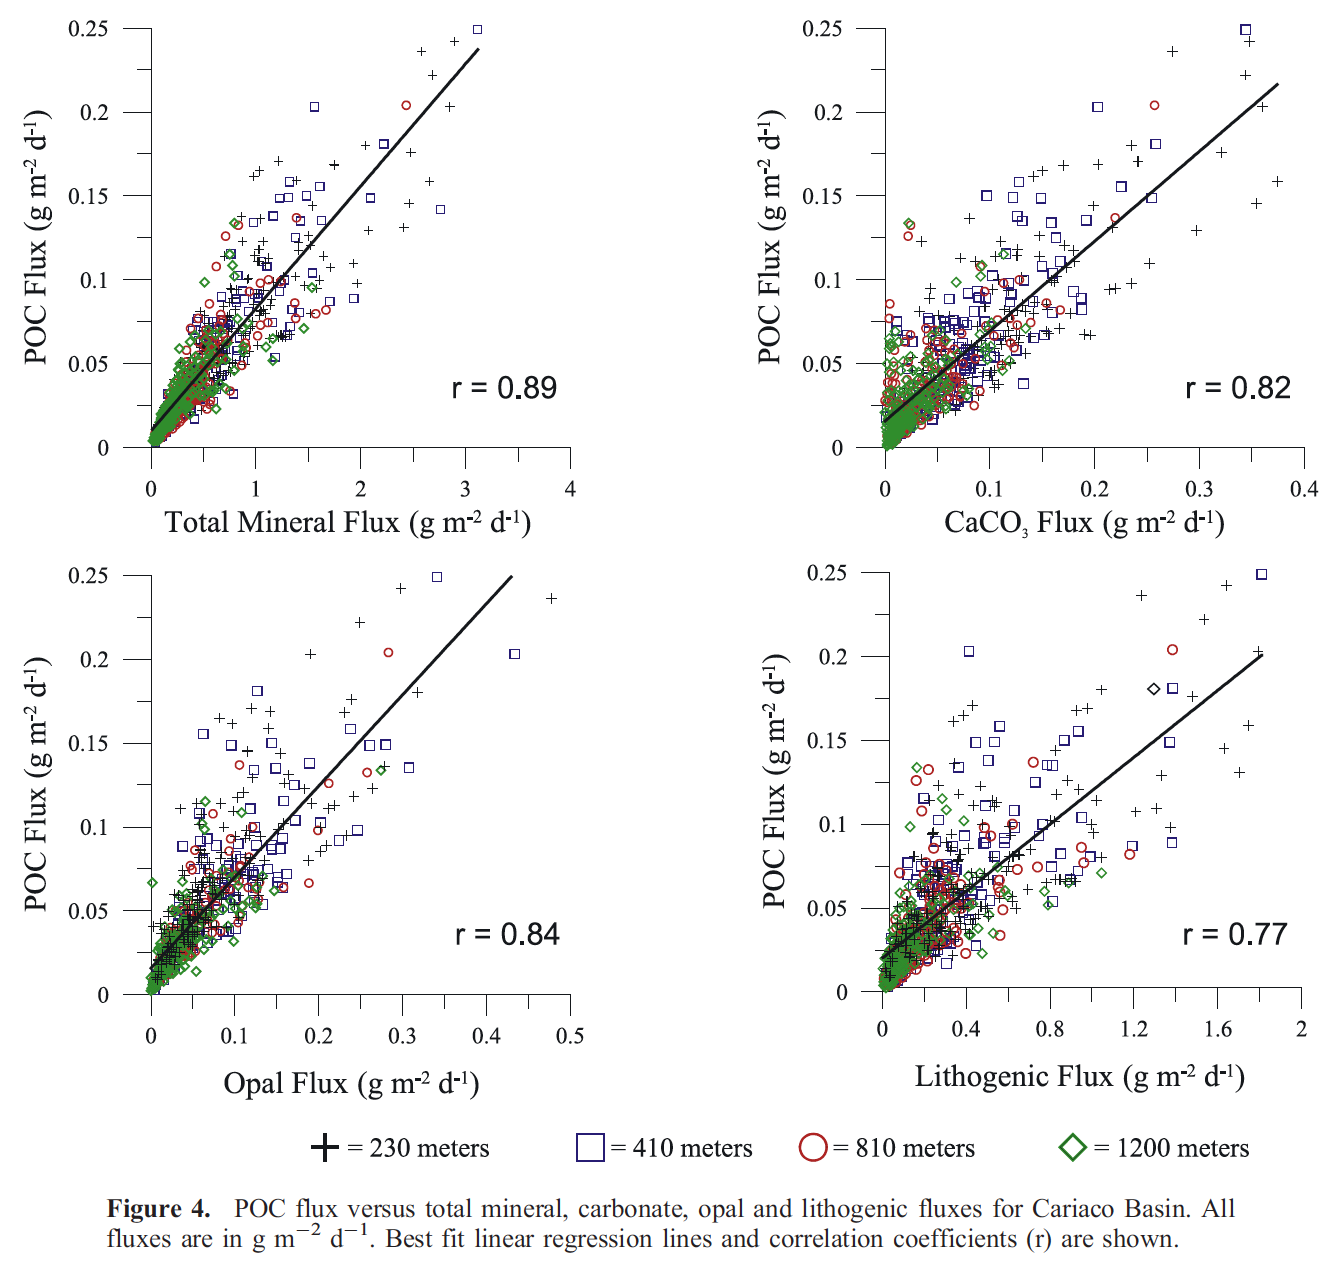 0.25
0.2
0.15
0.1
0.05
0
POC Flux (g m-2 d-1)
r = 0.89
0 1 2 3 4
Total Mineral Flux (g m-2 d-1)
0.25
0.2
0.15
0.1
0.05
0
POC Flux (g m-2 d-1)
r = 0.82
0 0.1 0.2 0.3 0.4
CaCO3 Flux (g m-2 d-1)
0.25
0.2
0.15
0.1
0.05
0
POC Flux (g m-2 d-1)
r = 0.84
0 0.1 0.2 0.3 0.4 0.5
Opal Flux (g m-2 d-1)
0.25
0.2
0.15
0.1
0.05
0
POC Flux (g m-2 d-1)
r = 0.77
0 0.4 0.8 1.2 1.6 2
Lithogenic Flux (g m-2 d-1)
= 230 meters = 410 meters = 810 meters = 1200 meters
Figure 4. POC flux versus total mineral, carbonate, opal and lithogenic fluxes for Cariaco Basin. All
fluxes are in g m−2 d−1. Best fit linear regression lines and correlation coefficients (r) are shown.